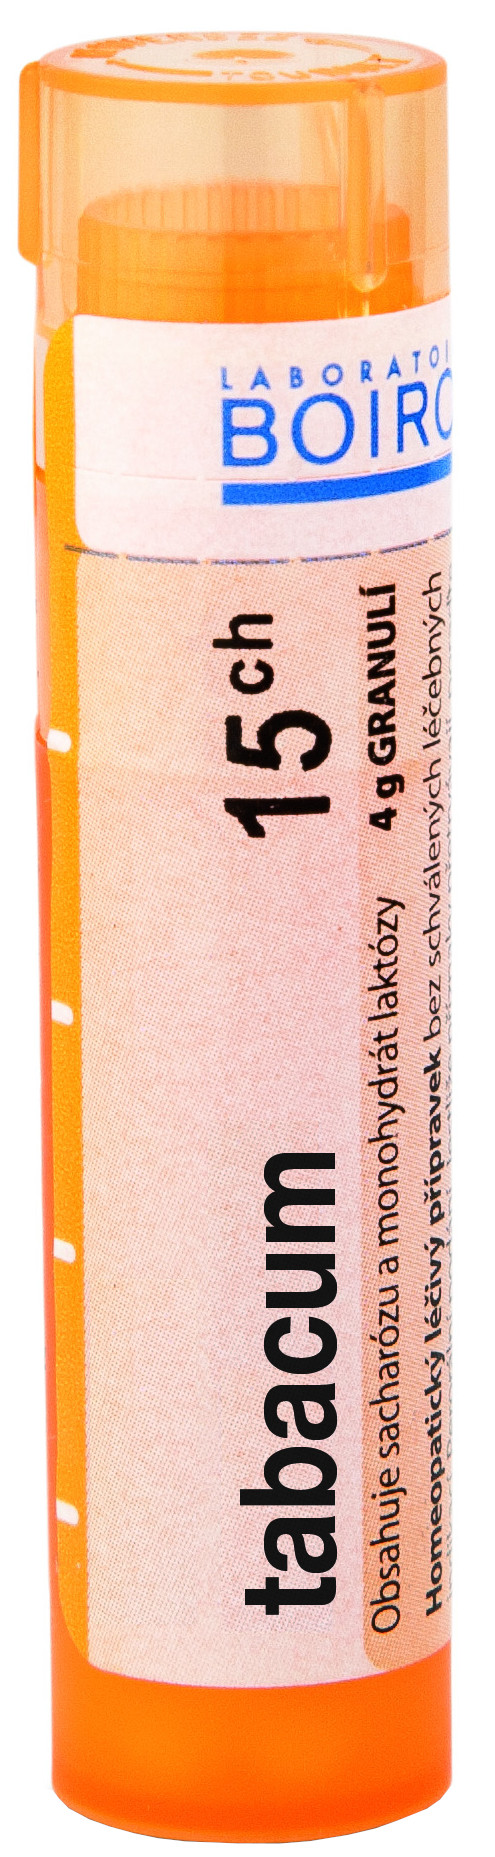 LABORATOI
BOIRO
tabacum 15 ch
Obsahuje sacharózu a monohydrát laktózy 4 g GRANULÍ
Homeopatický léčivý přípravek bez schválených léčebných